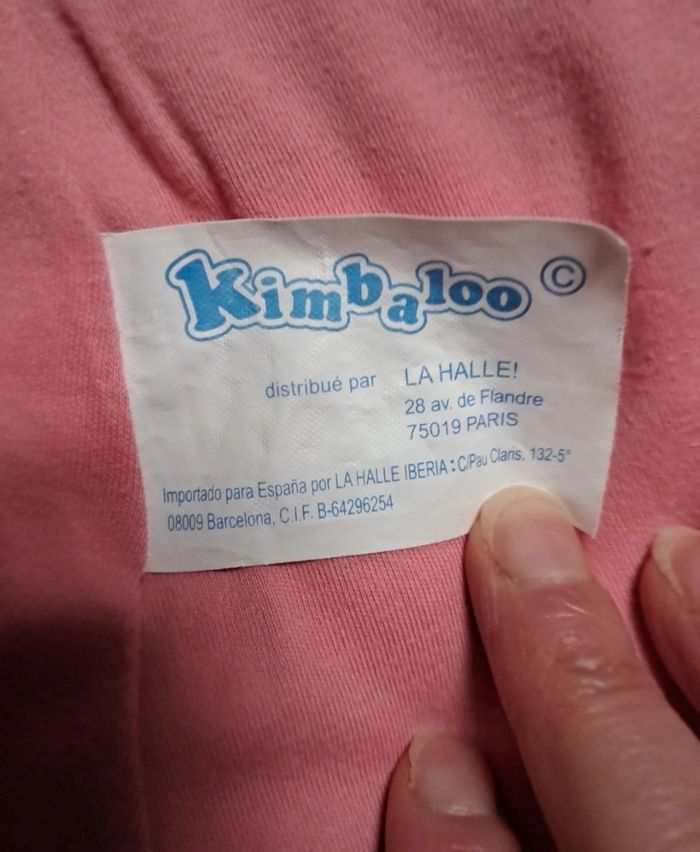 Kimbaloo ©
distribué par LA HALLE!
28 av. de Flandre
75019 PARIS
Importado para España por LA HALLE IBERIA : C/Pau Claris. 132-5°
08009 Barcelona, C.I.F. B-64296254